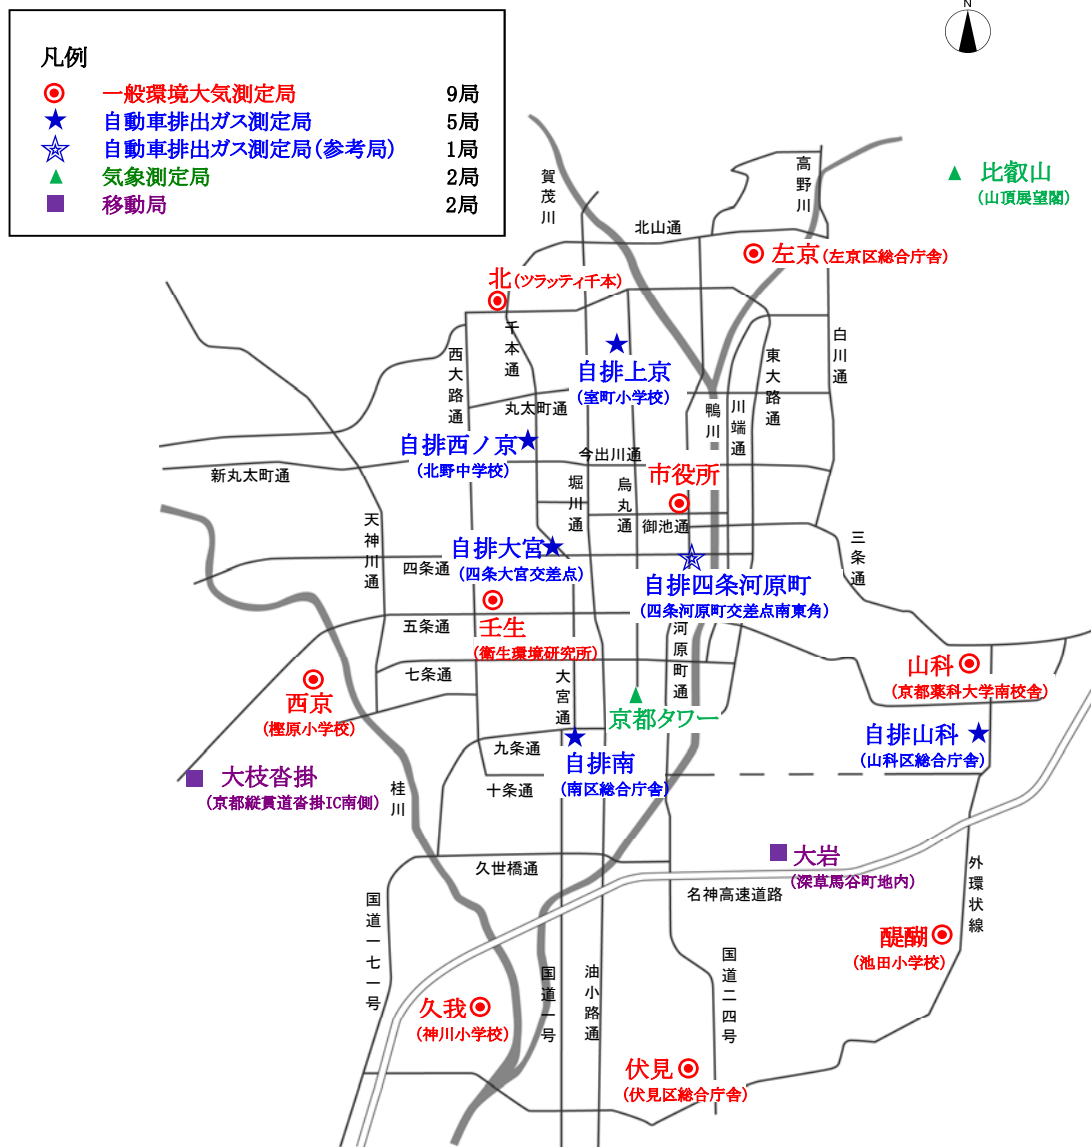 N
凡例
一般環境大気測定局 9局
自動車排出ガス測定局 5局
自動車排出ガス測定局(参考局) 1局
気象測定局 2局
移動局 2局
比叡山
(山頂展望閣)
高野川
賀茂川
北山通
左京(左京区総合庁舎)
北(ツラッティ千本)
千本通
西大路通
自排上京
(室町小学校)
東大路通
白川通
丸太町通
鴨川
川端通
自排西ノ京
(北野中学校)
今出川通
新丸太町通
市役所
堀川通
烏丸通
御池通
天神川通
三条通
自排大宮
(四条大宮交差点)
四条通
自排四条河原町
(四条河原町交差点南東角)
五条通
壬生
(衛生環境研究所)
河原町通
山科
(京都薬科大学南校舎)
七条通
大宮通
西京
(樫原小学校)
京都タワー
自排山科
(山科区総合庁舎)
九条通
自排南
(南区総合庁舎)
大枝沓掛
(京都縦貫道沓掛IC南側)
桂川
十条通
大岩
(深草馬谷町地内)
久世橋通
名神高速道路
外環状線
国道一七一号
醍醐
(池田小学校)
国道二四号
国道一号
油小路通
久我
(神川小学校)
伏見
(伏見区総合庁舎)